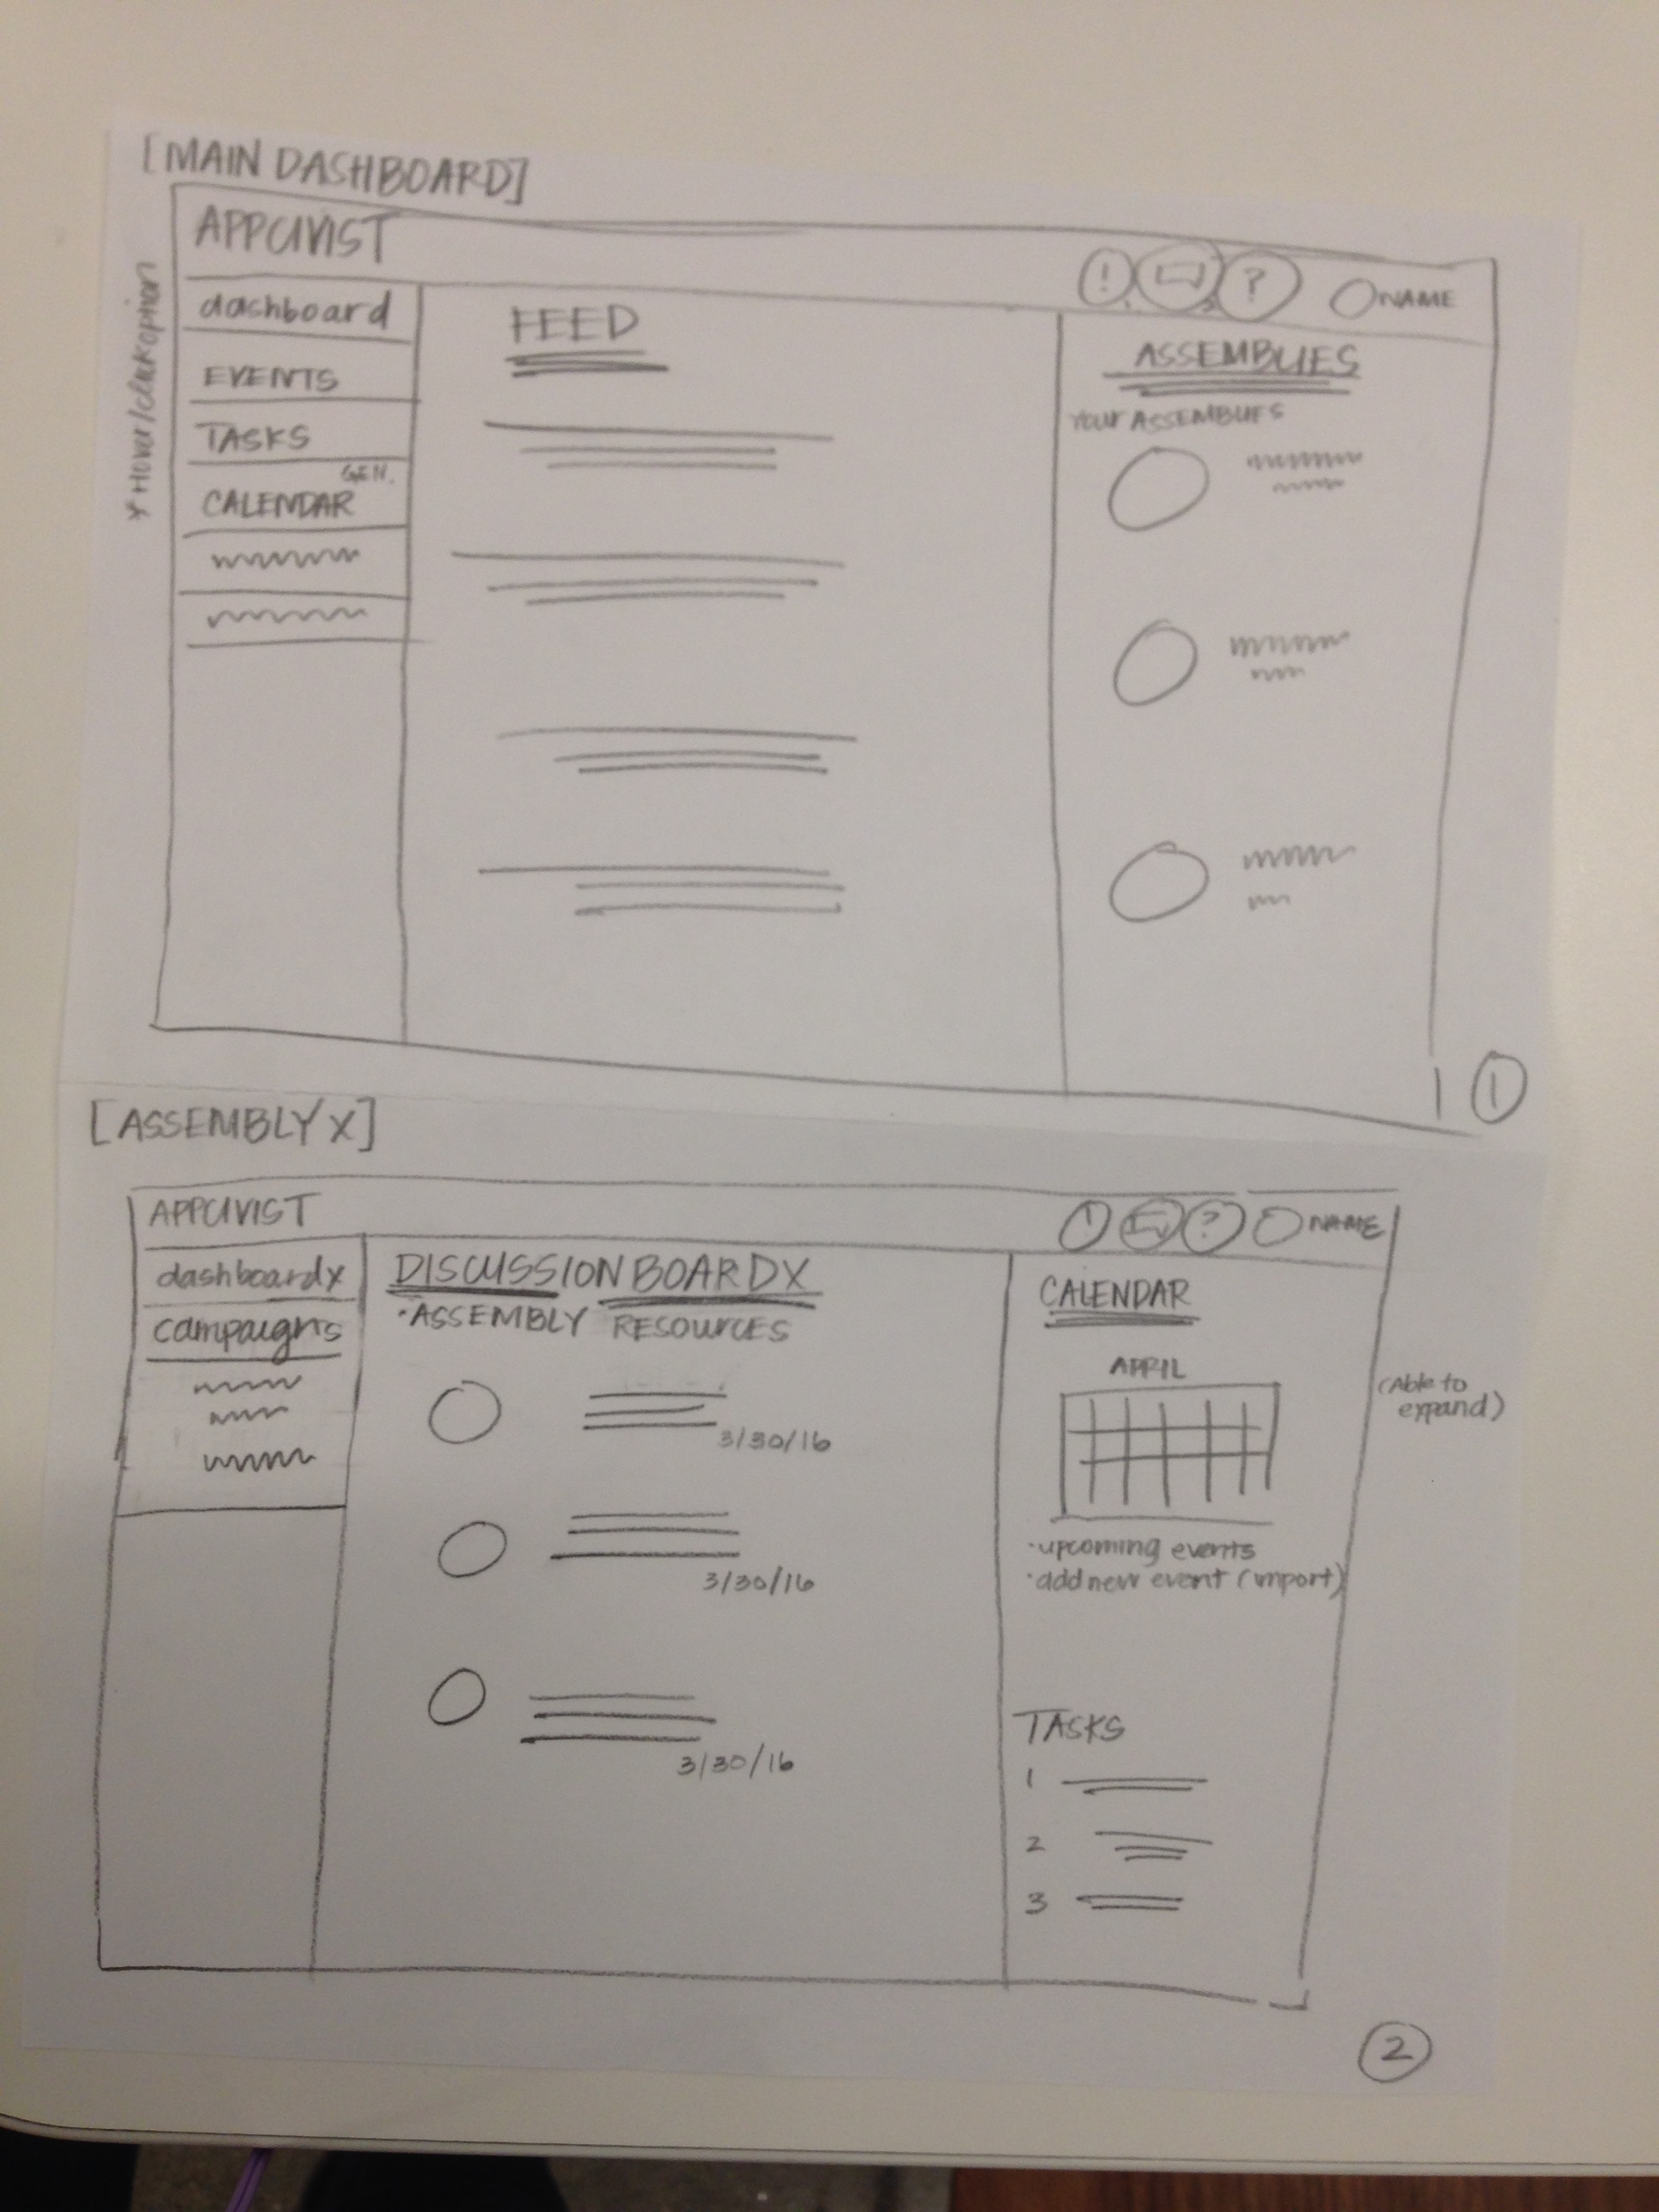 [MAIN DASHBOARD]
APPCIVIST
! ? NAME
* Hover/click option
dashboard
EVENTS
TASKS
GEN.
CALENDAR
FEED
ASSEMBLIES
YOUR ASSEMBLIES
1
[ASSEMBLY X]
APPCIVIST
! ? NAME
dashboard x
campaigns
DISCUSSION BOARD X
·ASSEMBLY RESOURCES
3/30/16
3/30/16
3/30/16
CALENDAR
APRIL
(Able to
expand)
·upcoming events
·add new event (import)
TASKS
1
2
3
2